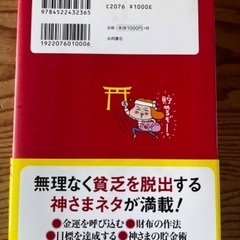 9784522432365
C2076 ¥1000E
1922076010006
定価 本体1000円+税
永岡書店
貯めるぞー!
無理なく貧乏を脱出する
神さまネタが満載!
●金運を呼び込む ●財布の作法
●目標を達成する ●神さまの貯金術